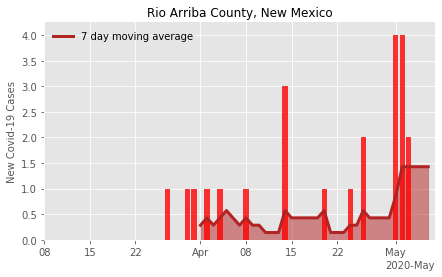 Rio Arriba County, New Mexico
7 day moving average
New Covid-19 Cases
4.0
3.5
3.0
2.5
2.0
1.5
1.0
0.5
0.0
08 15 22 Apr 08 15 22 May
2020-May